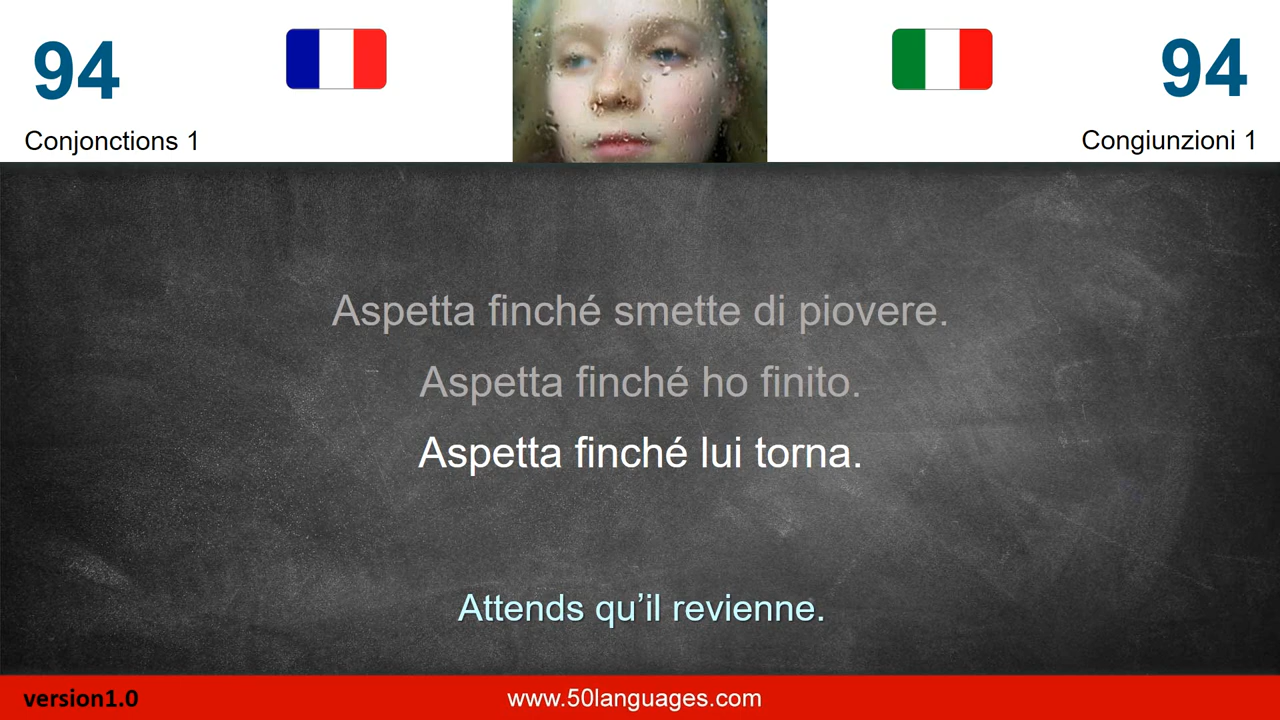 94
94
Conjonctions 1
Congiunzioni 1
Aspetta finché smette di piovere.
Aspetta finché ho finito.
Aspetta finché lui torna.
Attends qu’il revienne.
version1.0
www.50languages.com